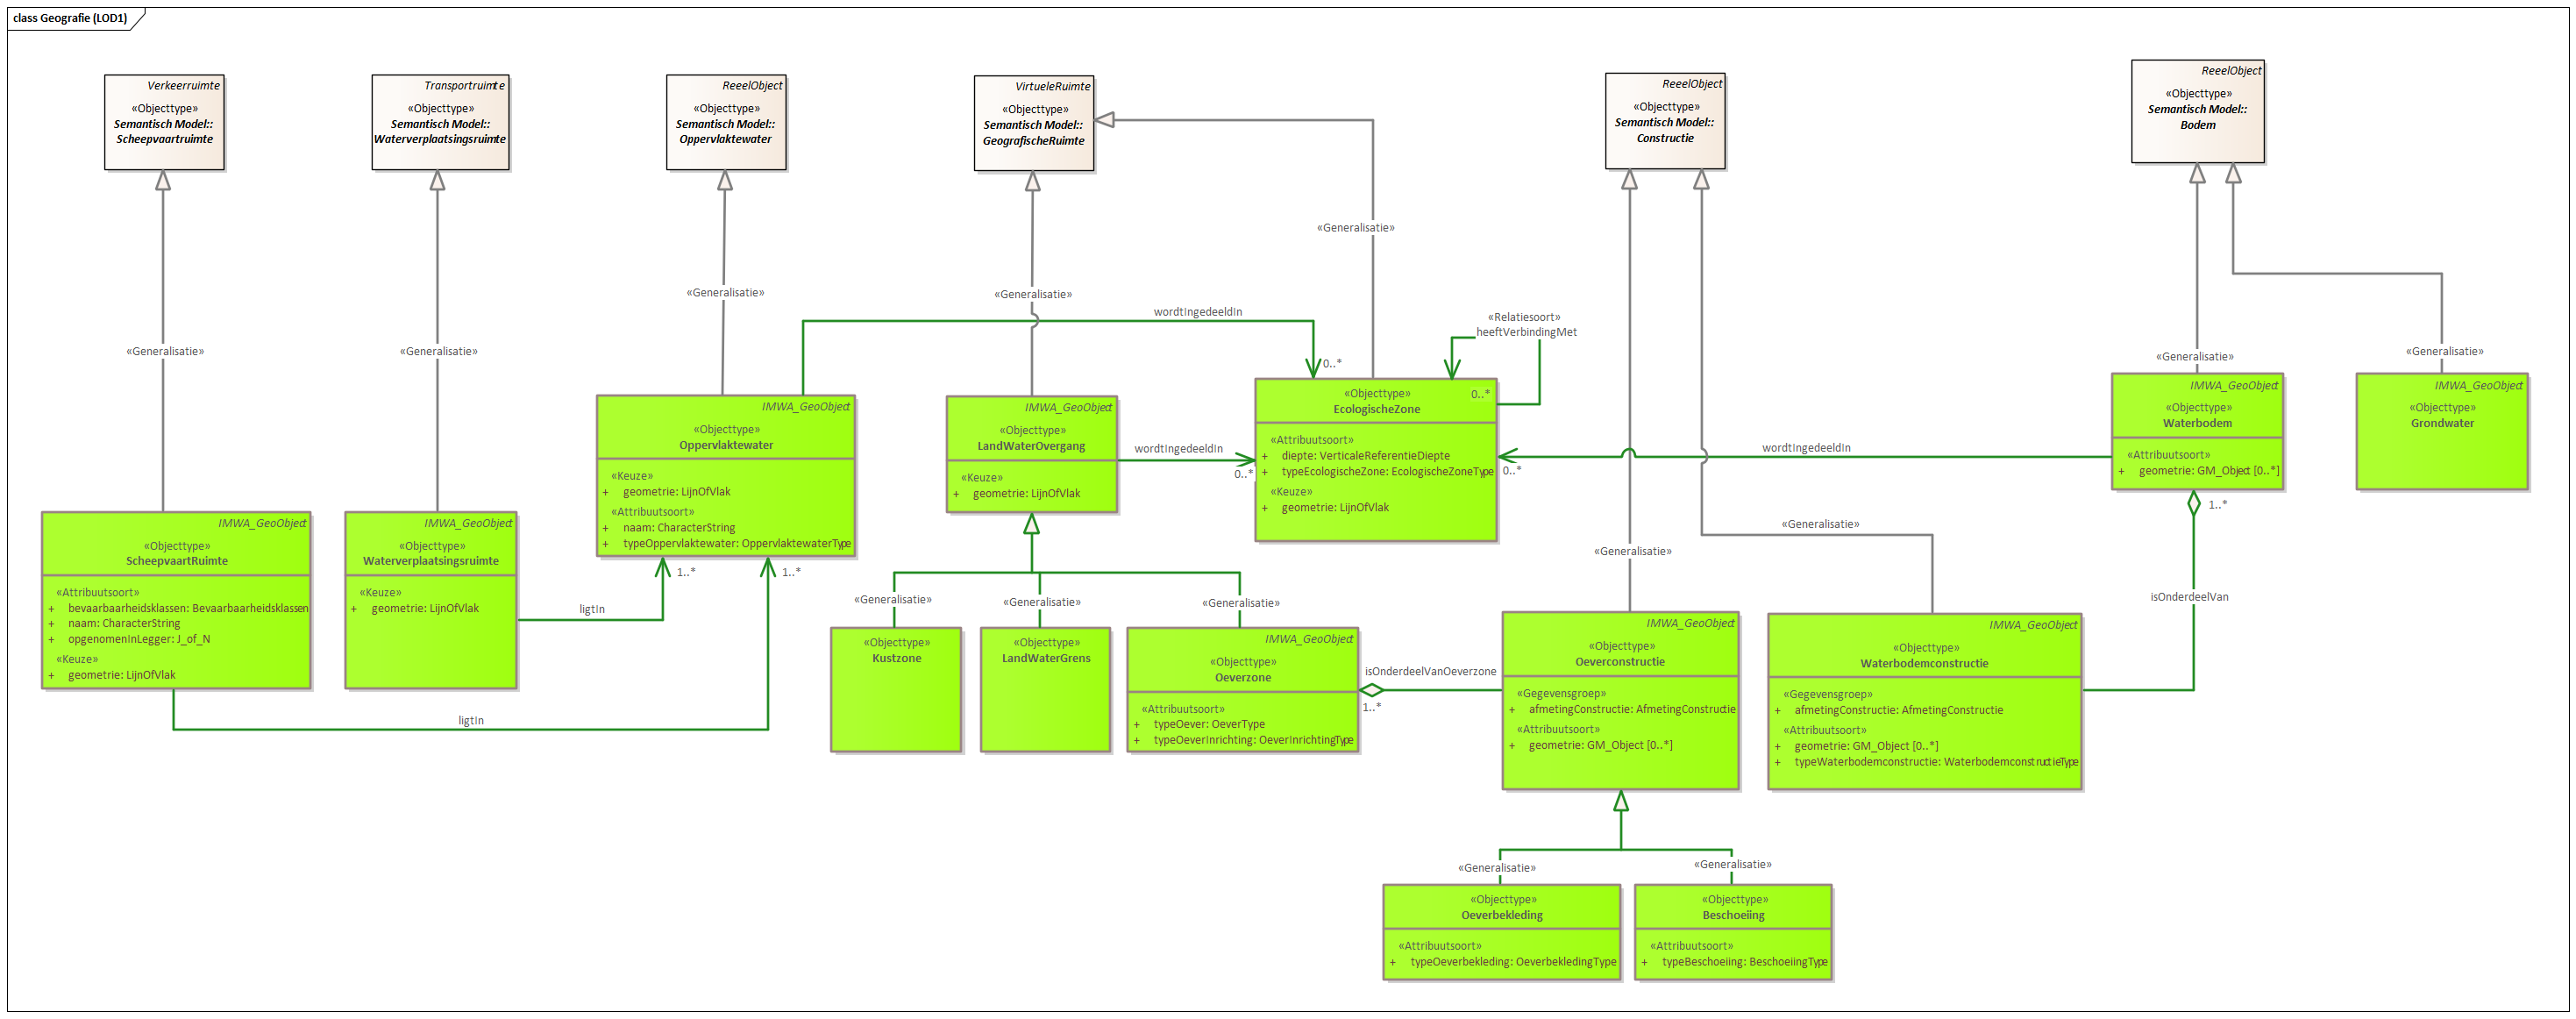 class Geografie (LOD1)
Verkeerruimte
«Objecttype»
Semantisch Model::
Scheepvaartruimte
Transportruimte
«Objecttype»
Semantisch Model::
Waterverplaatsingsruimte
ReeelObject
«Objecttype»
Semantisch Model::
Oppervlaktewater
VirtueleRuimte
«Objecttype»
Semantisch Model::
GeografischeRuimte
ReeelObject
«Objecttype»
Semantisch Model::
Constructie
ReeelObject
«Objecttype»
Semantisch Model::
Bodem
«Generalisatie»
«Generalisatie»
«Generalisatie»
«Generalisatie»
«Generalisatie»
«Generalisatie»
«Generalisatie»
«Generalisatie»
«Generalisatie»
wordtIngedeeldIn
0..*
«Relatiesoort»
heeftVerbindingMet
0..*
wordtIngedeeldIn
0..*
wordtIngedeeldIn
0..*
IMWA_GeoObject
«Objecttype»
ScheepvaartRuimte
«Attribuutsoort»
+ bevaarbaarheidsklassen: Bevaarbaarheidsklassen
+ naam: CharacterString
+ opgenomenInLegger: J_of_N
«Keuze»
+ geometrie: LijnOfVlak
IMWA_GeoObject
«Objecttype»
Waterverplaatsingsruimte
«Keuze»
+ geometrie: LijnOfVlak
ligtIn
1..*
ligtIn
1..*
IMWA_GeoObject
«Objecttype»
Oppervlaktewater
«Keuze»
+ geometrie: LijnOfVlak
«Attribuutsoort»
+ naam: CharacterString
+ typeOppervlaktewater: OppervlaktewaterType
IMWA_GeoObject
«Objecttype»
LandWaterOvergang
«Keuze»
+ geometrie: LijnOfVlak
«Objecttype»
EcologischeZone
«Attribuutsoort»
+ diepte: VerticaleReferentieDiepte
+ typeEcologischeZone: EcologischeZoneType
«Keuze»
+ geometrie: LijnOfVlak
IMWA_GeoObject
«Objecttype»
Waterbodem
«Attribuutsoort»
+ geometrie: GM_Object [0..*]
IMWA_GeoObject
«Objecttype»
Grondwater
1..*
isOnderdeelVan
«Generalisatie»
«Generalisatie»
«Generalisatie»
«Objecttype»
Kustzone
«Objecttype»
LandWaterGrens
IMWA_GeoObject
«Objecttype»
Oeverzone
«Attribuutsoort»
+ typeOever: OeverType
+ typeOeverInrichting: OeverInrichtingType
isOnderdeelVanOeverzone
1..*
IMWA_GeoObject
«Objecttype»
Oeverconstructie
«Gegevensgroep»
+ afmetingConstructie: AfmetingConstructie
«Attribuutsoort»
+ geometrie: GM_Object [0..*]
IMWA_GeoObject
«Objecttype»
Waterbodemconstructie
«Gegevensgroep»
+ afmetingConstructie: AfmetingConstructie
«Attribuutsoort»
+ geometrie: GM_Object [0..*]
+ typeWaterbodemconstructie: WaterbodemconstructieType
«Generalisatie»
«Generalisatie»
«Objecttype»
Oeverbekleding
«Attribuutsoort»
+ typeOeverbekleding: OeverbekledingType
«Objecttype»
Beschoeiing
«Attribuutsoort»
+ typeBeschoeiing: BeschoeiingType